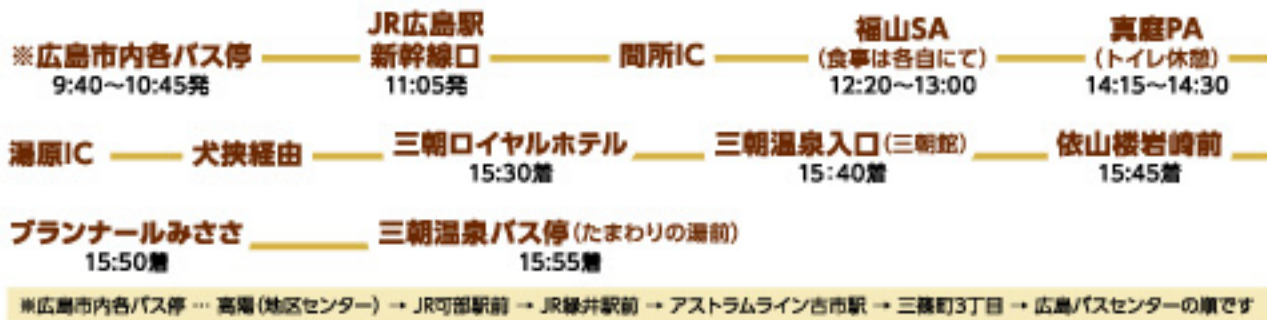 ※広島市内各バス停 JR広島駅新幹線口 間所IC 福山SA(食事は各自にて) 真庭PA(トイレ休憩)
9:40～10:45発 11:05発 12:20～13:00 14:15～14:30
湯原IC 犬挟経由 三朝ロイヤルホテル 三朝温泉入口(三朝館) 依山楼岩崎前
15:30着 15:40着 15:45着
ブランナールみささ 三朝温泉バス停(たまわりの湯前)
15:50着 15:55着
※広島市内各バス停 … 高陽(地区センター) → JR可部駅前 → JR緑井駅前 → アストラムライン古市駅 → 三篠町3丁目 → 広島バスセンターの順です